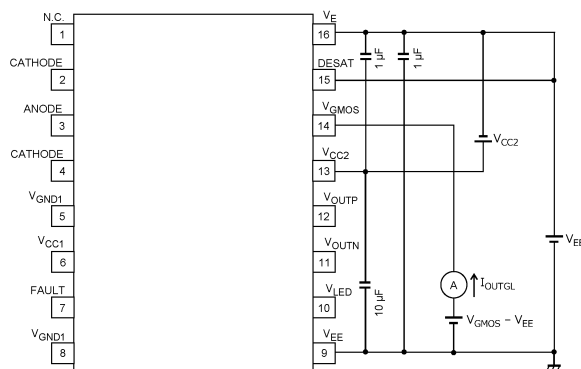 N.C.
1
CATHODE
2
ANODE
3
CATHODE
4
VGND1
5
VCC1
6
FAULT
7
VGND1
8
VE
16
DESAT
15
VGMOS
14
VCC2
13
VOUTP
12
VOUTN
11
VLED
10
VEE
9
1 µF
1 µF
10 µF
VCC2
VEE
A
IOUTGL
VGMOS – VEE